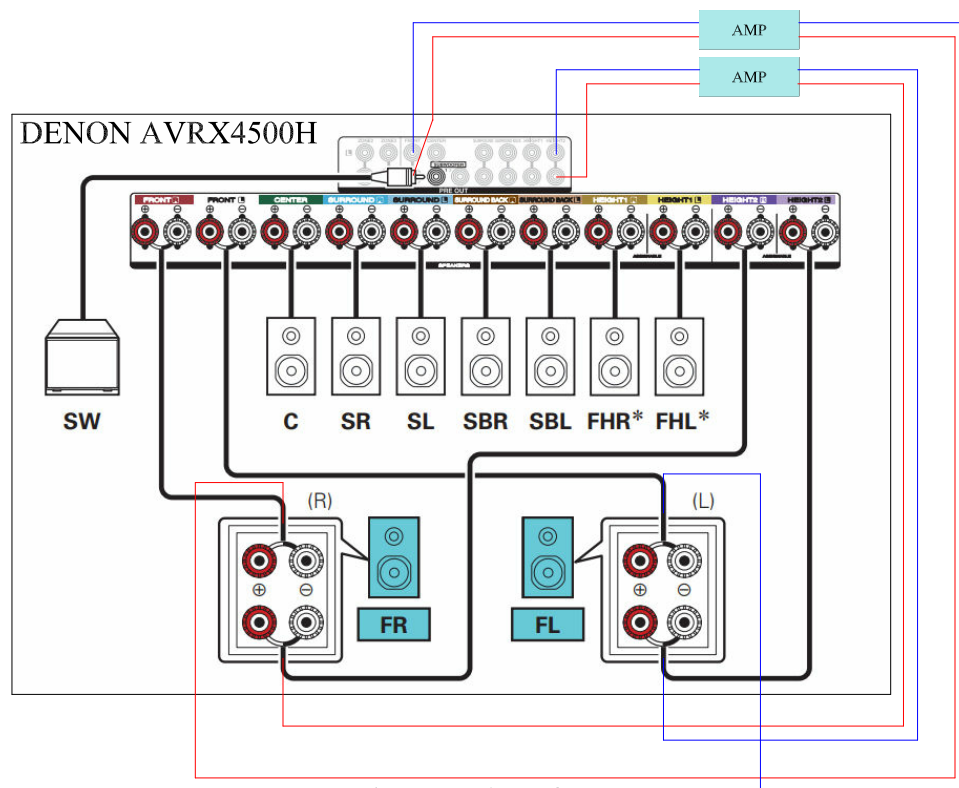 AMP
AMP
DENON AVRX4500H
PRE OUT
FRONT R FRONT L CENTER SURROUND R SURROUND L SURROUND BACK R SURROUND BACK L HEIGHT1 R HEIGHT1 L HEIGHT2 R HEIGHT2 L
⊕ ⊖ ⊕ ⊖ ⊕ ⊖ ⊕ ⊖ ⊕ ⊖ ⊕ ⊖ ⊕ ⊖ ⊕ ⊖ ⊕ ⊖ ⊕ ⊖ ⊕ ⊖
ASSIGNABLE ASSIGNABLE
SPEAKERS
SW C SR SL SBR SBL FHR* FHL*
(R) (L)
⊕ ⊖ ⊕ ⊖
FR FL